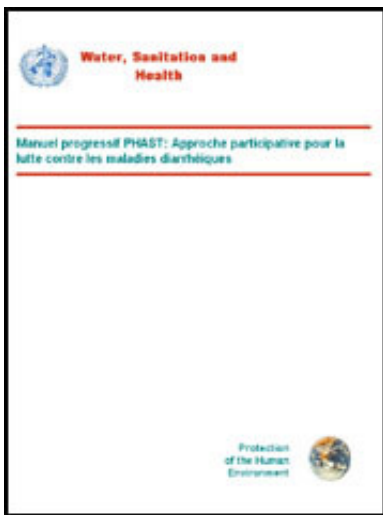 Water, Sanitation and
Health
Manuel progressif PHAST: Approche participative pour la
lutte contre les maladies diarrhéiques
Protection
of the Human
Environment